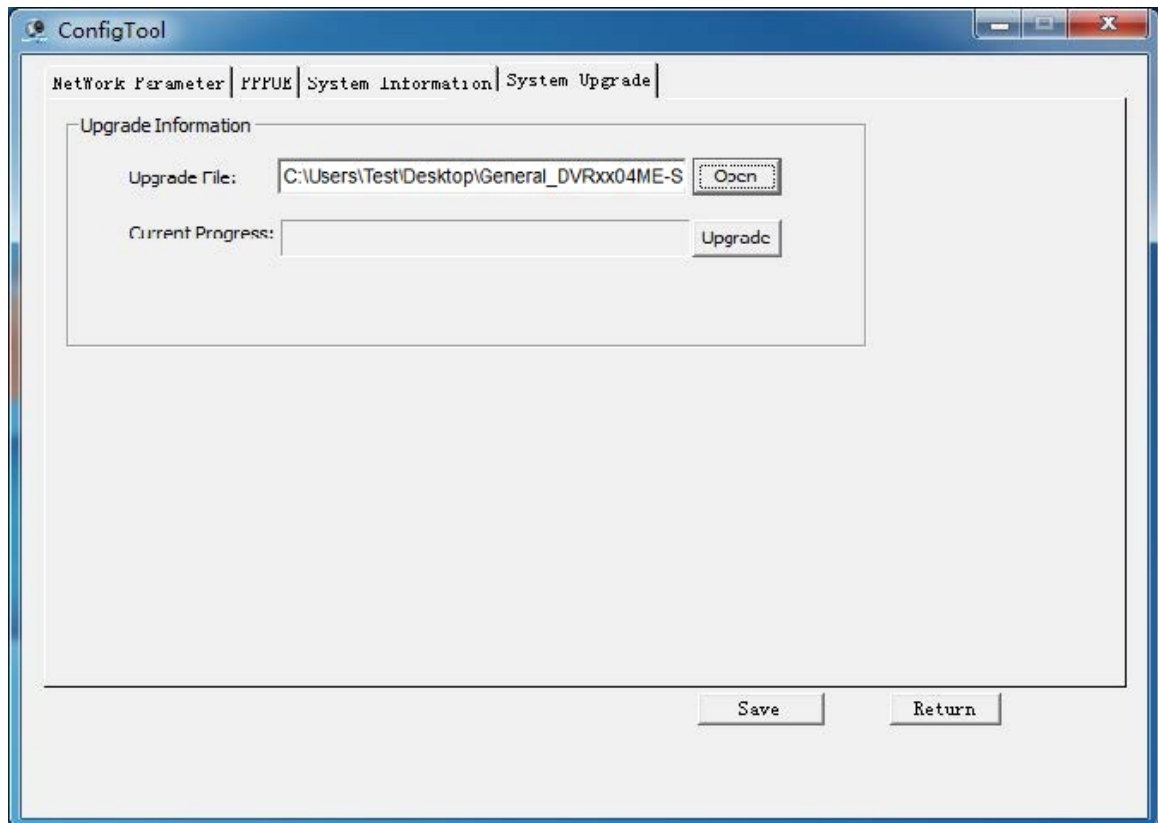 ConfigTool
NetWork Parameter PPPOE System Information System Upgrade
Upgrade Information
Upgrade File: C:\Users\Test\Desktop\General_DVRxx04ME-S Open
Current Progress: Upgrade
Save Return